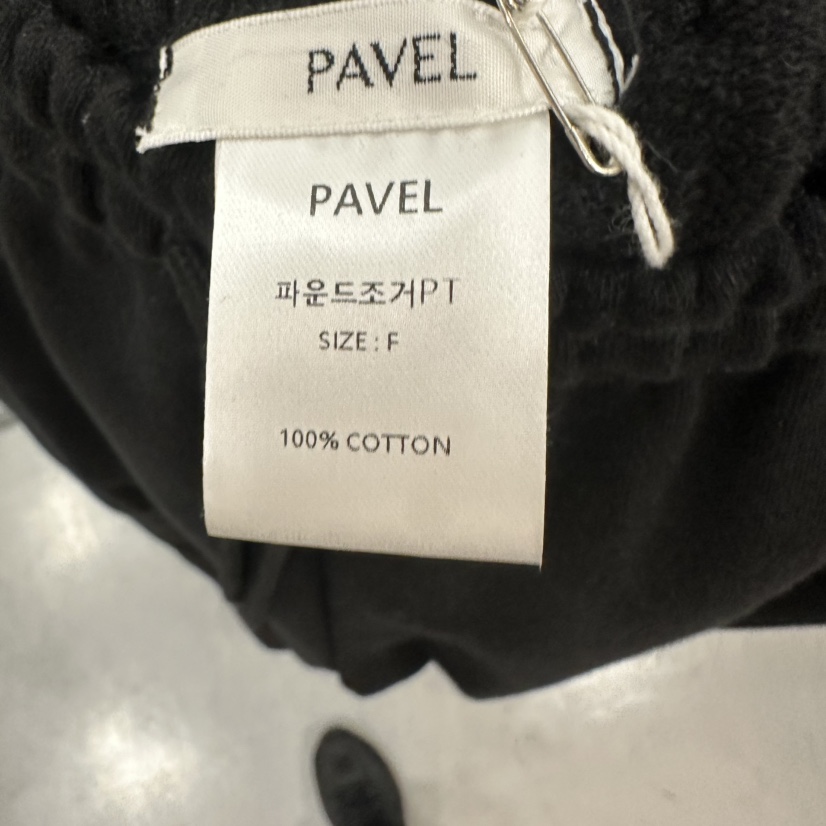 PAVEL
PAVEL
파운드조거PT
SIZE : F
100% COTTON